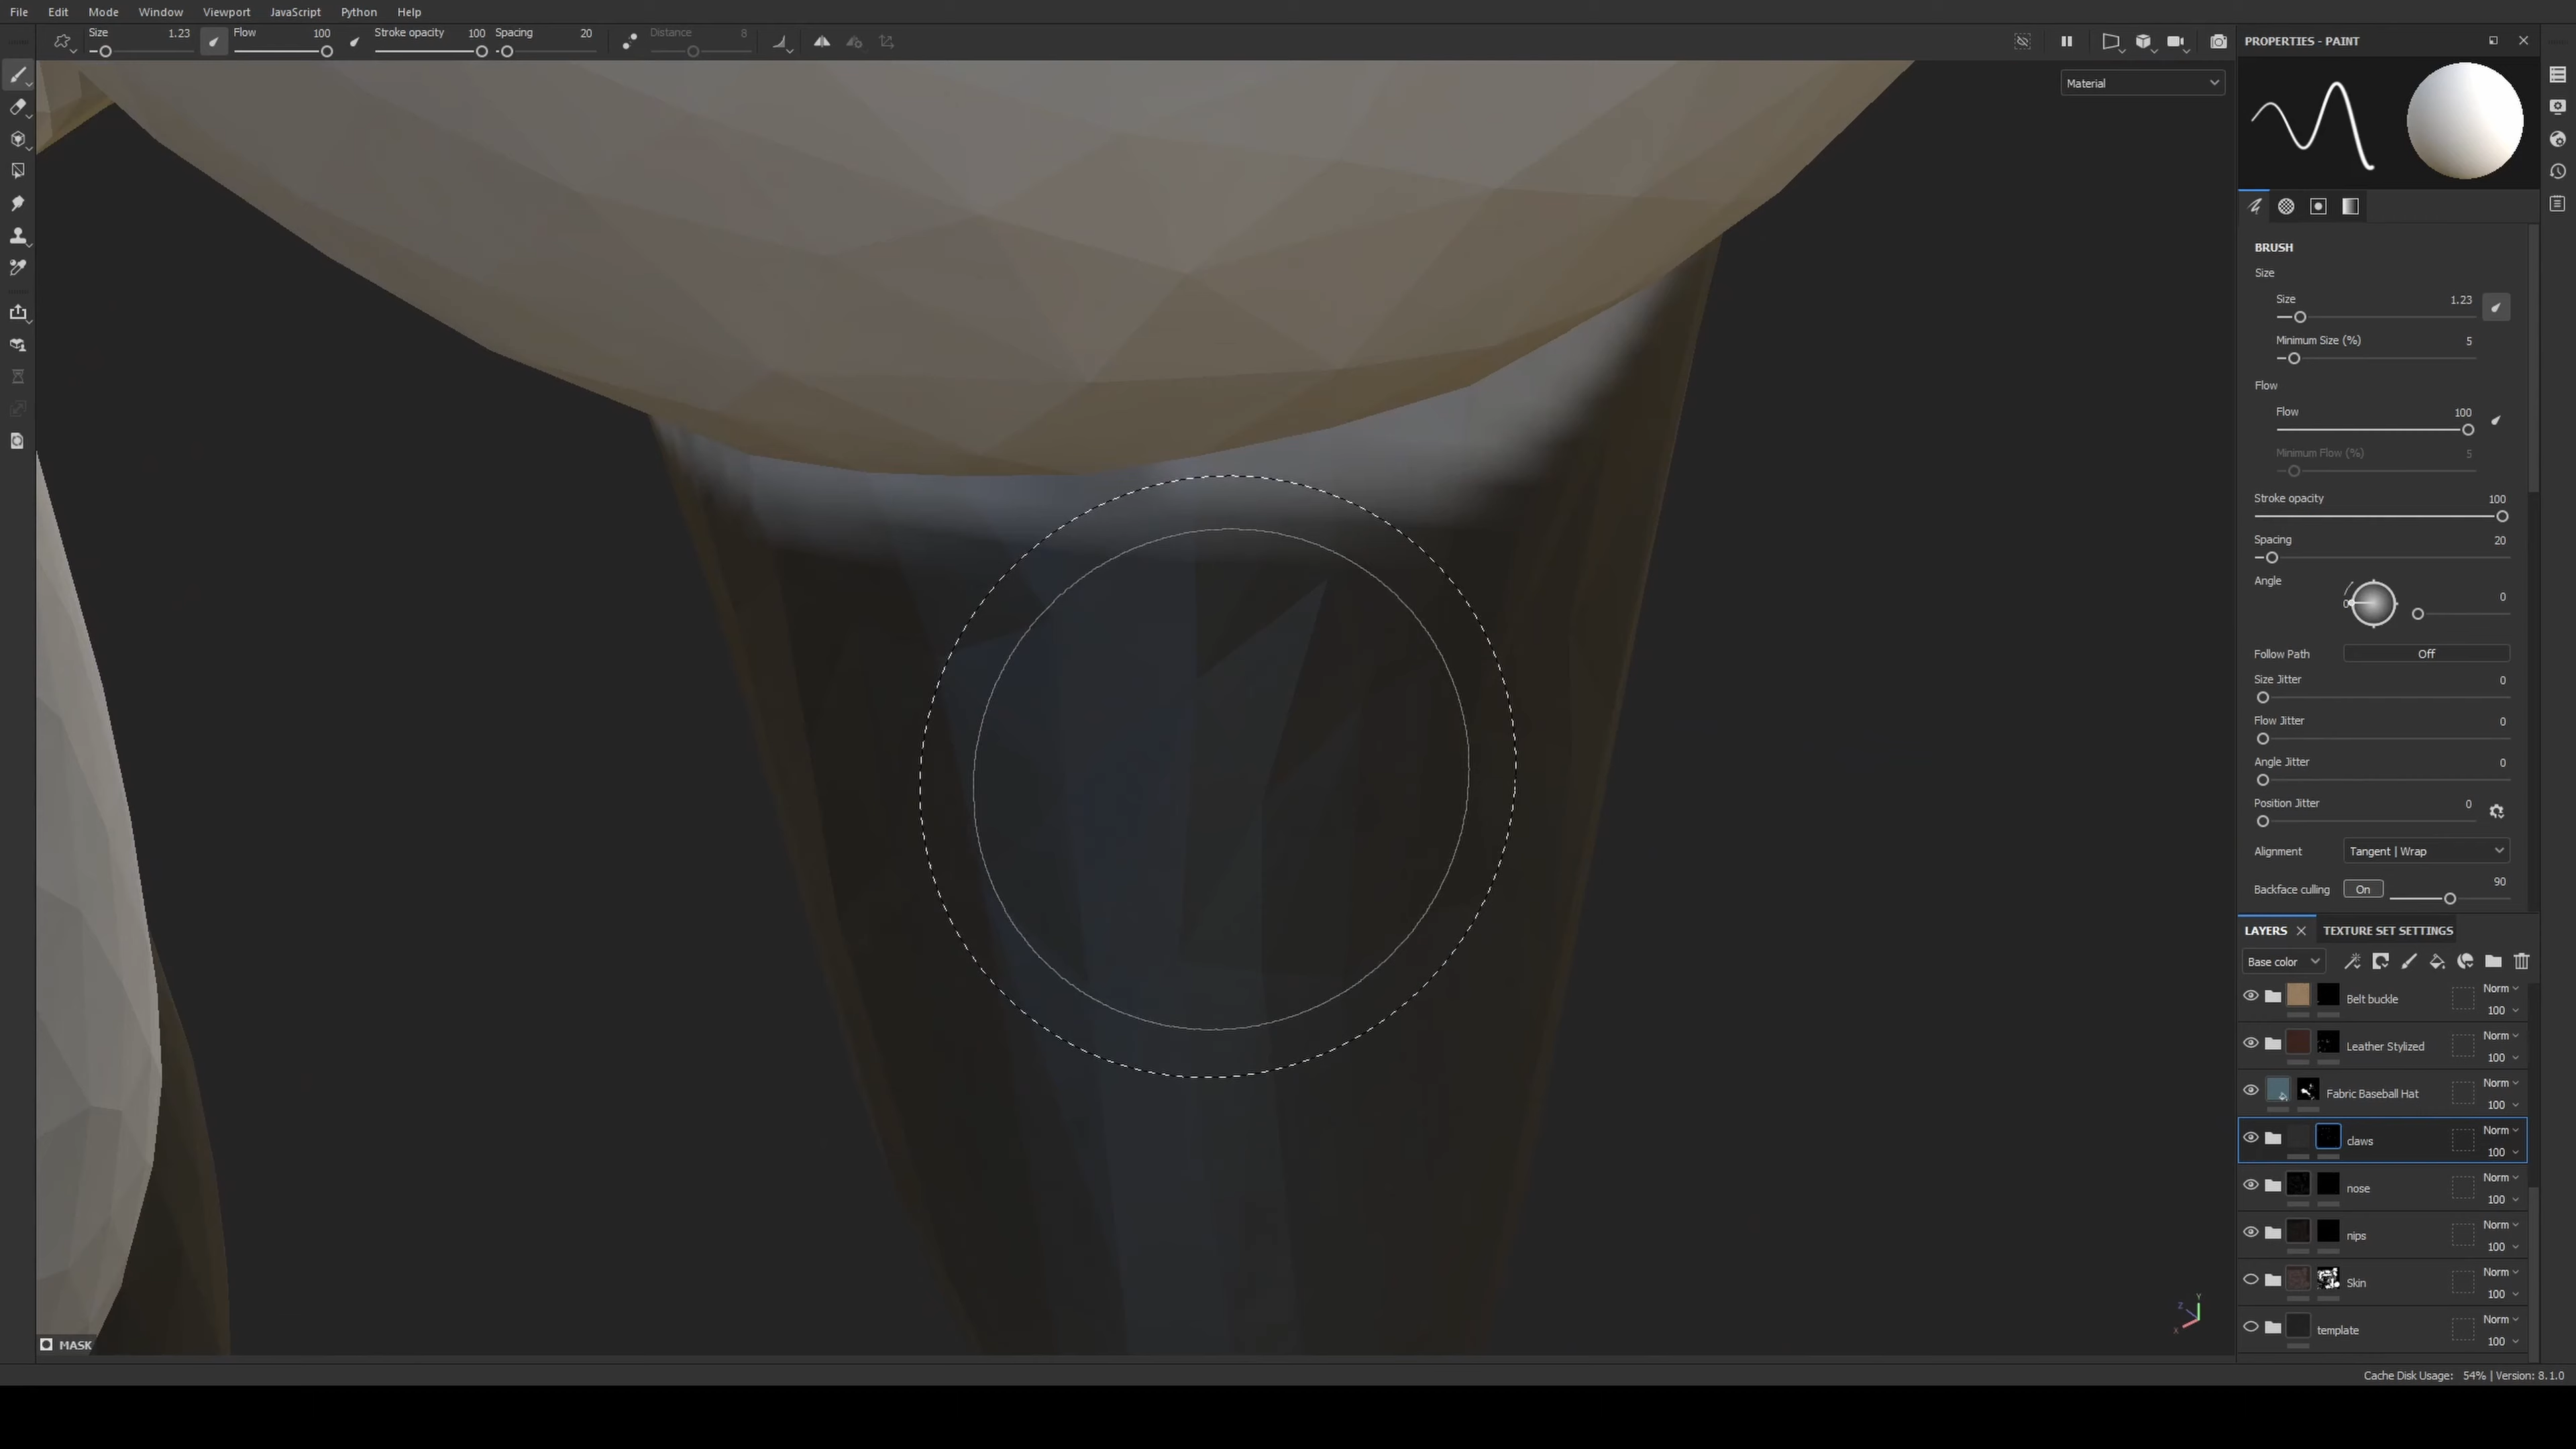 File Edit Mode Window Viewport JavaScript Python Help
Size 1.23 Flow 100 Stroke opacity 100 Spacing 20 Distance 8
Material
PROPERTIES - PAINT
BRUSH
Size
Size 1.23
Minimum Size (%) 5
Flow
Flow 100
Minimum Flow (%) 5
Stroke opacity 100
Spacing 20
Angle 0 0
Follow Path Off
Size Jitter 0
Flow Jitter 0
Angle Jitter 0
Position Jitter 0
Alignment Tangent | Wrap
Backface culling On 90
LAYERS TEXTURE SET SETTINGS
Base color
Belt buckle Norm 100
Leather Stylized Norm 100
Fabric Baseball Hat Norm 100
claws Norm 100
nose Norm 100
nips Norm 100
Skin Norm 100
template Norm 100
Y
Z
X
MASK
Cache Disk Usage: 54% | Version: 8.1.0